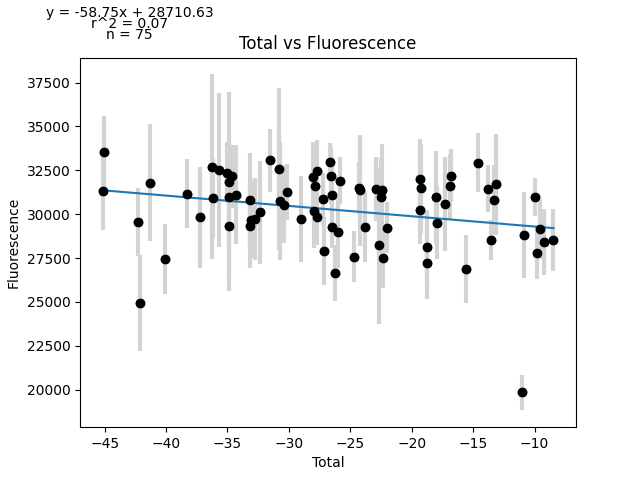 y = -58.75x + 28710.63
r^2 = 0.07
n = 75
Total vs Fluorescence
37500
35000
32500
30000
27500
25000
22500
20000
Fluorescence
−45 −40 −35 −30 −25 −20 −15 −10
Total